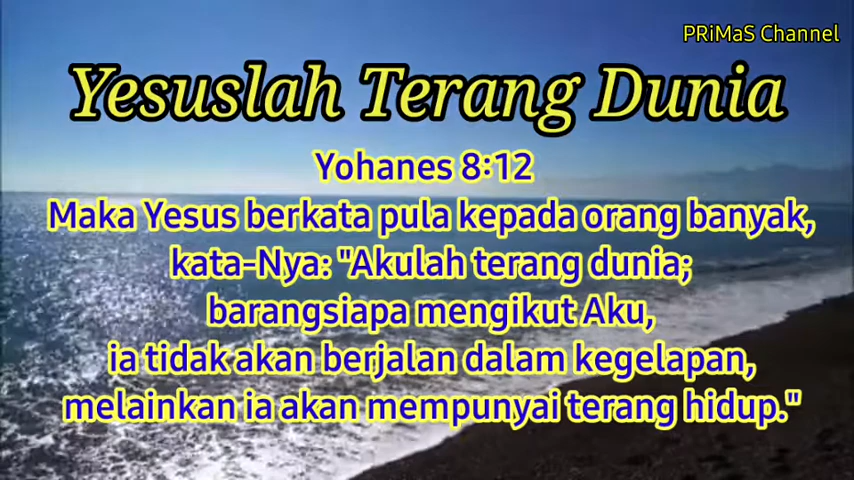 PRiMaS Channel
Yesuslah Terang Dunia
Yohanes 8:12
Maka Yesus berkata pula kepada orang banyak,
kata-Nya: "Akulah terang dunia;
barangsiapa mengikut Aku,
ia tidak akan berjalan dalam kegelapan,
melainkan ia akan mempunyai terang hidup."